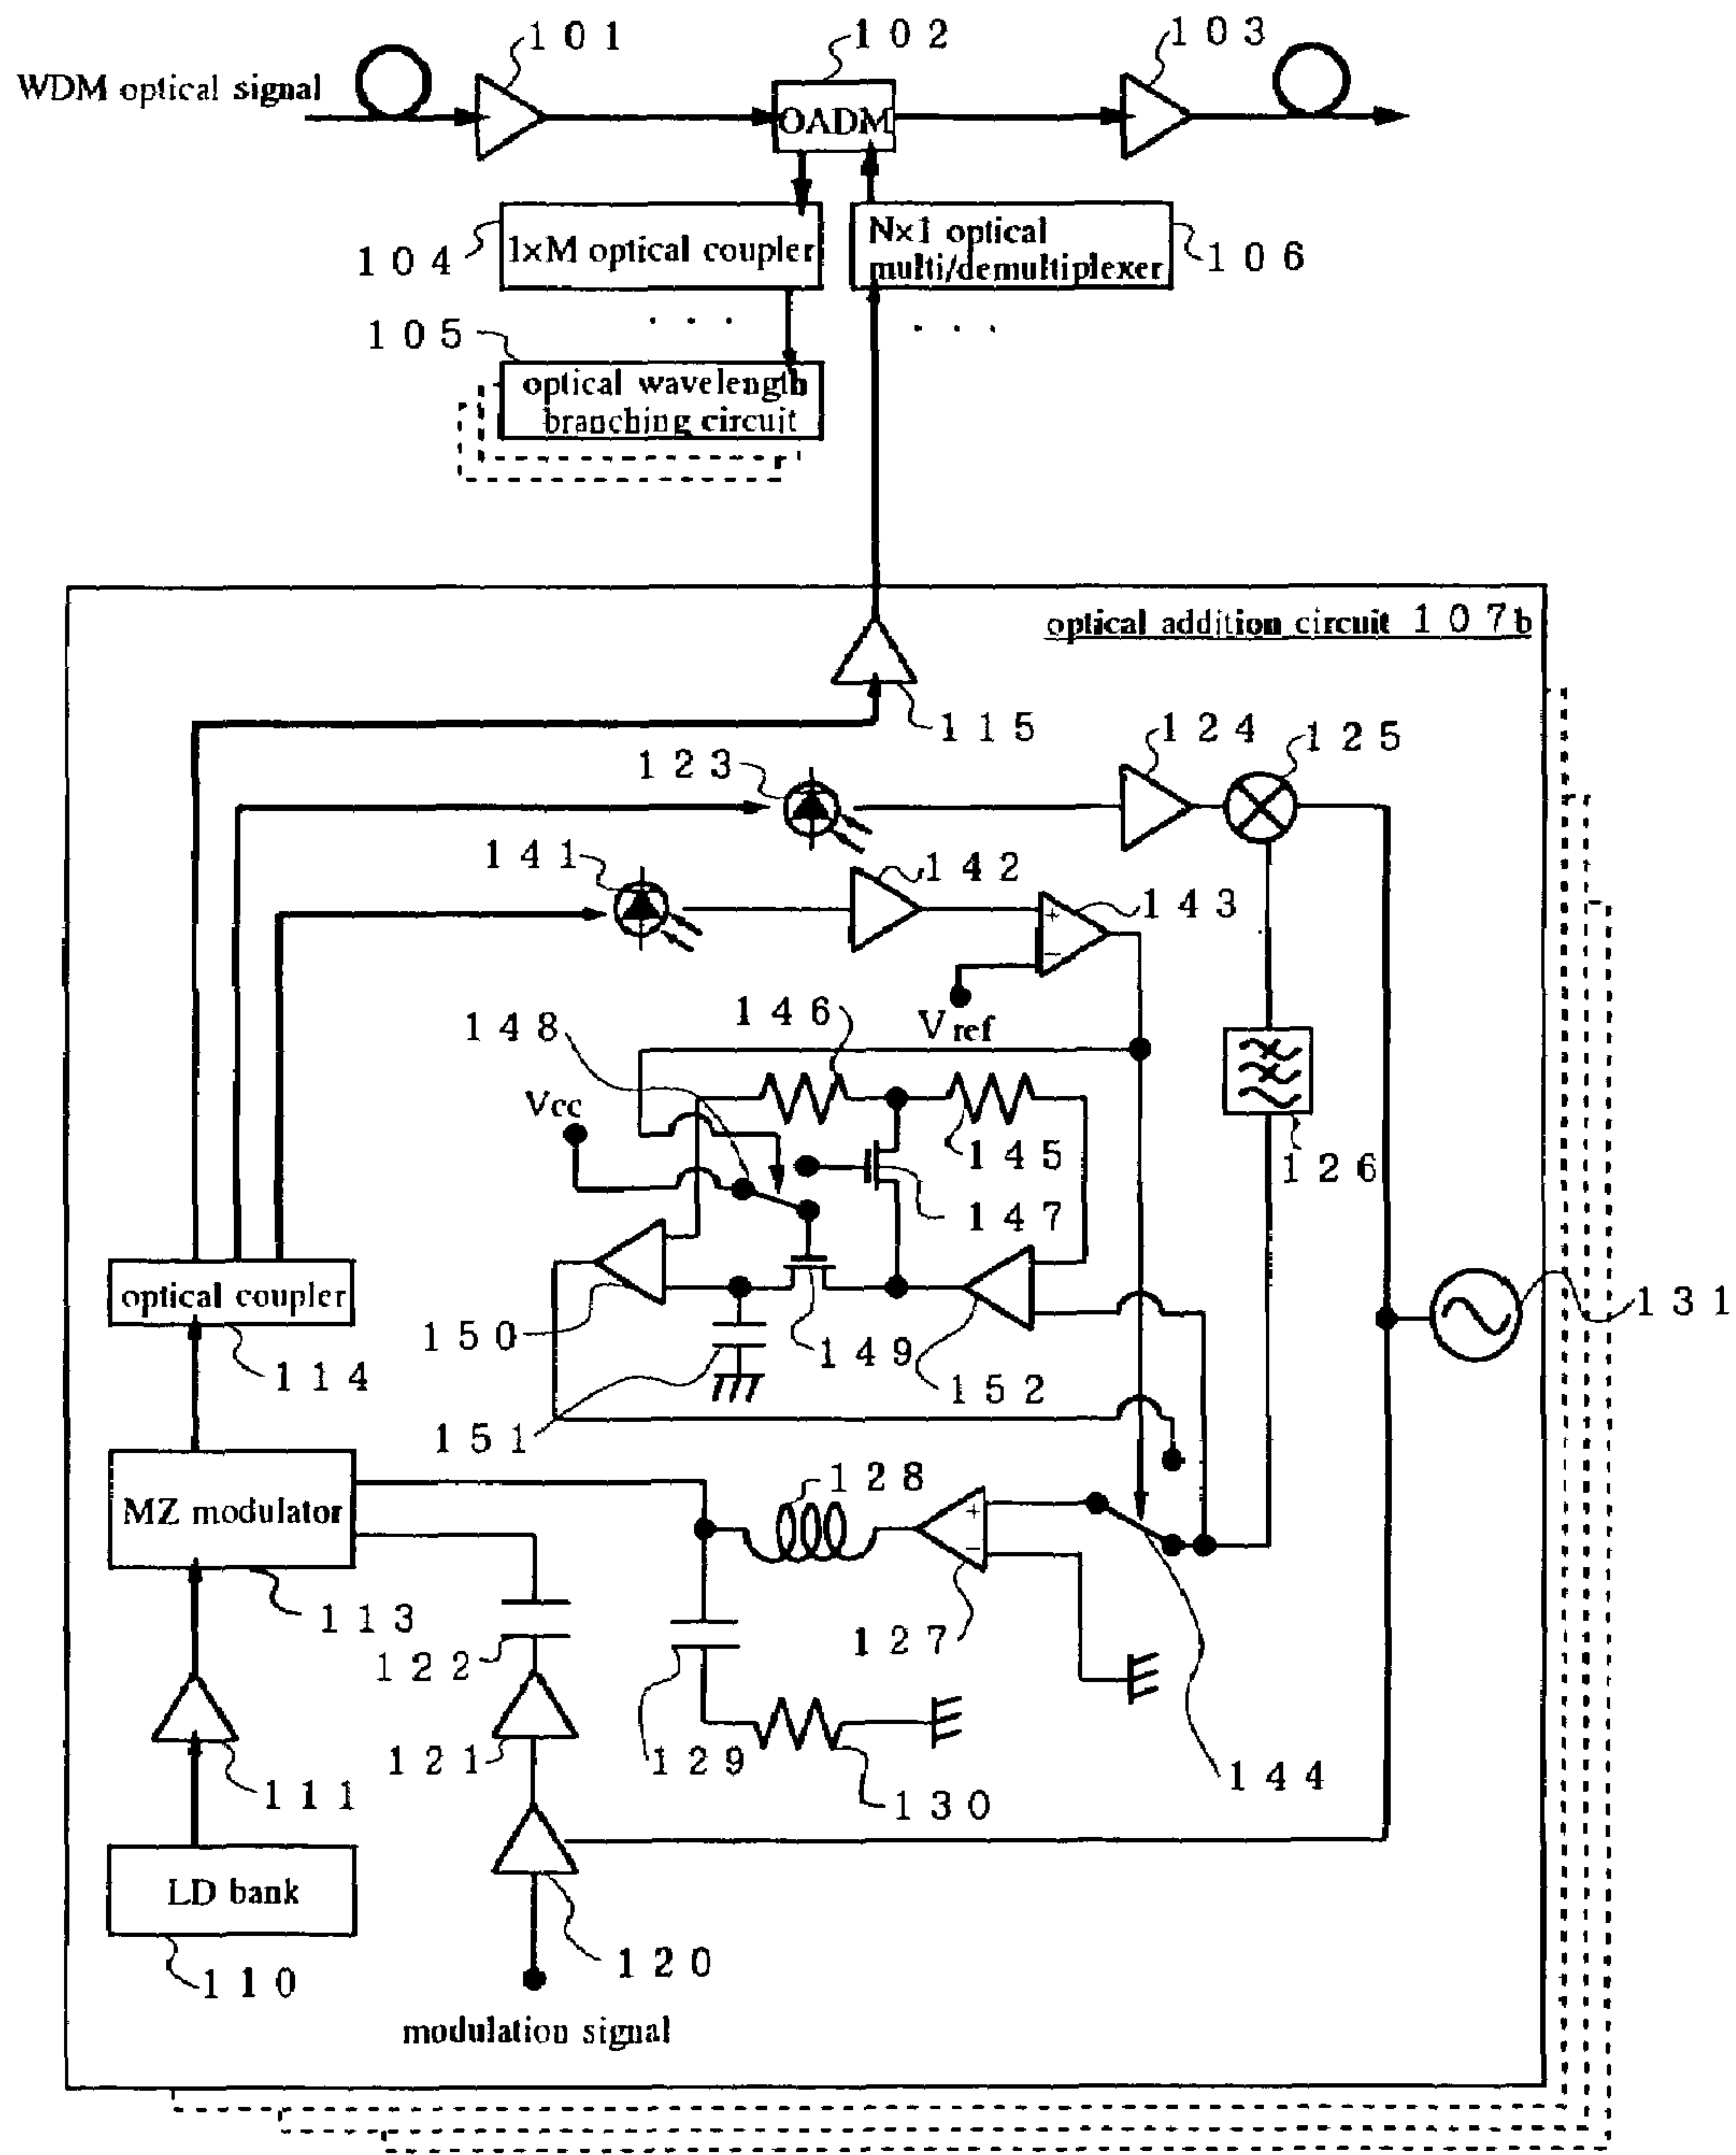 101
102
103
WDM optical signal
OADM
104
1×M optical coupler
N×1 optical
multi/demultiplexer
106
. . .
. . .
105
optical wavelength
branching circuit
optical addition circuit 107b
115
123
124
125
141
142
143
+
−
Vref
148
146
Vcc
145
126
147
optical coupler
114
150
149
152
131
151
MZ modulator
113
128
+
−
127
122
121
129
130
144
111
LD bank
110
120
modulation signal